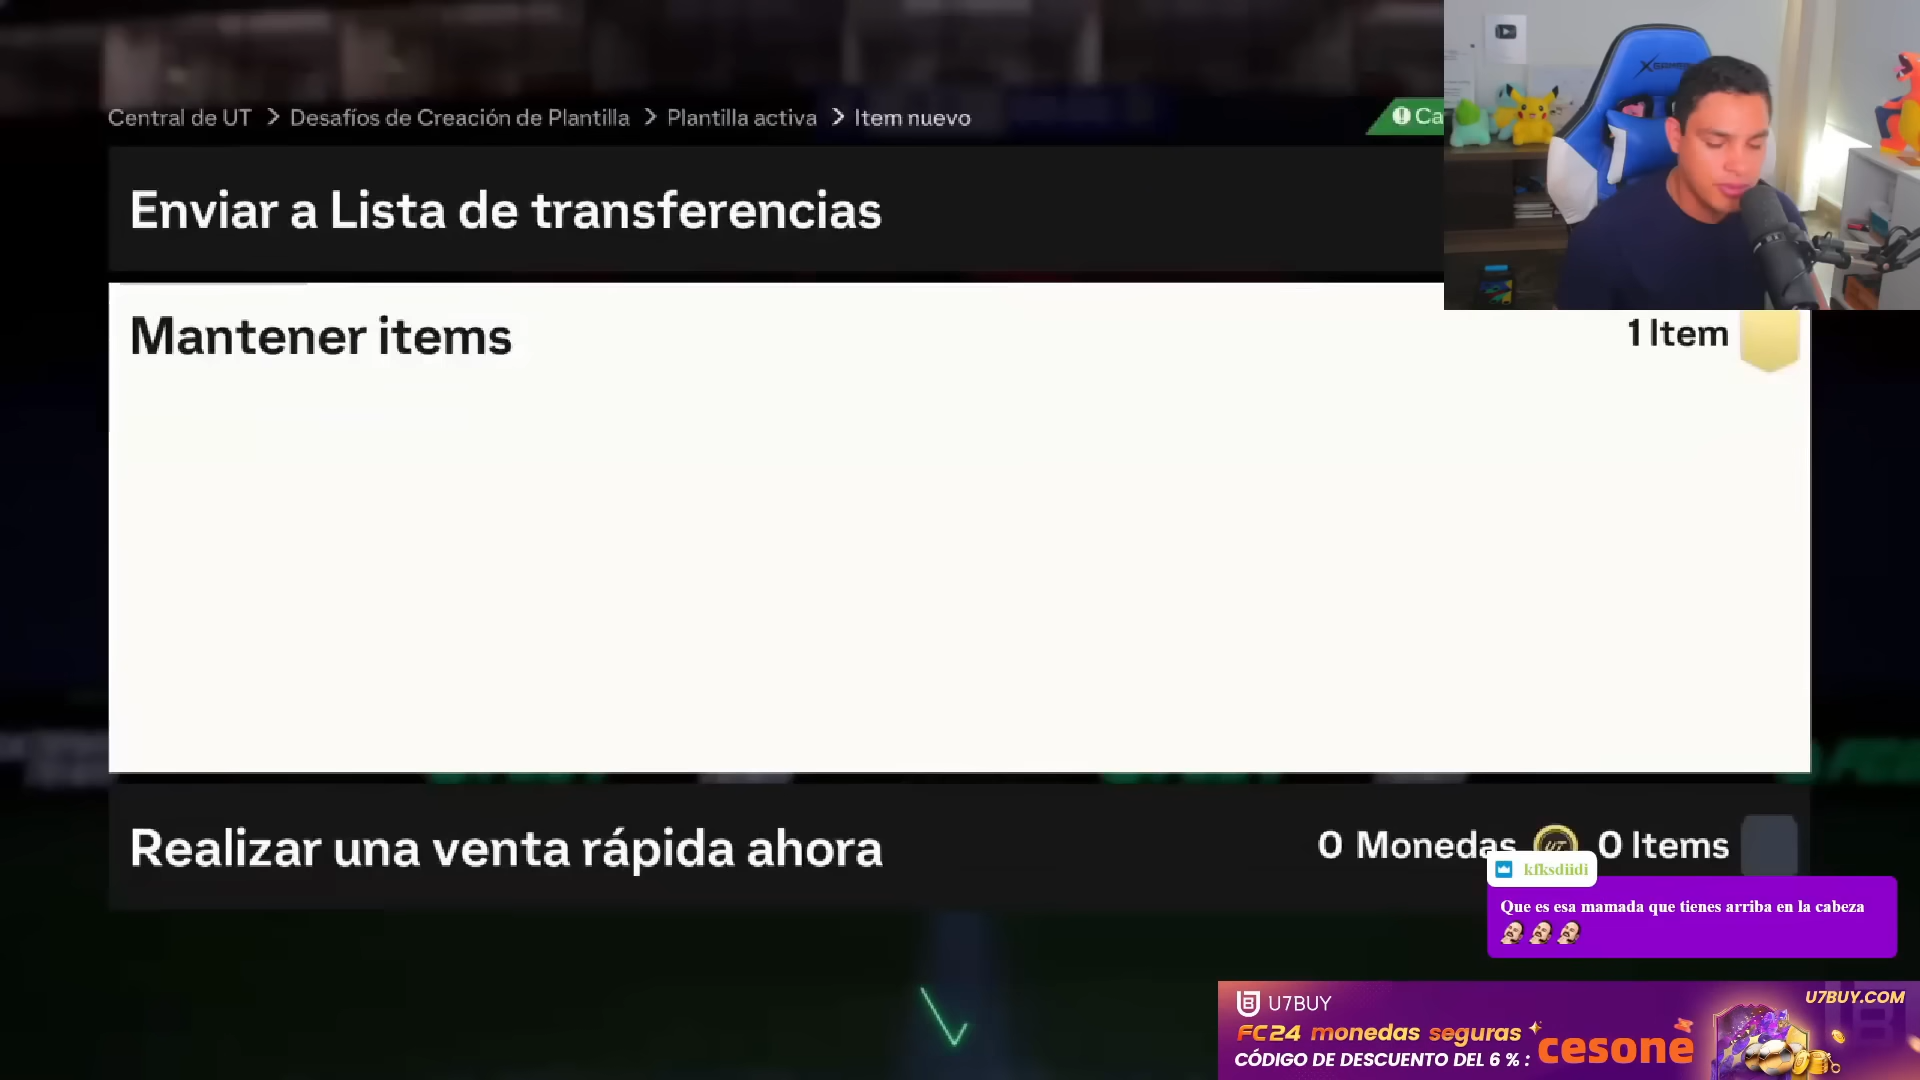 Central de UT > Desafíos de Creación de Plantilla > Plantilla activa > Item nuevo
Ca
Enviar a Lista de transferencias
Mantener items
1 Item
Realizar una venta rápida ahora
0 Monedas
0 Items
kfksdiidi
Que es esa mamada que tienes arriba en la cabeza
U7BUY
U7BUY.COM
FC24 monedas seguras
CÓDIGO DE DESCUENTO DEL 6 % :
cesone